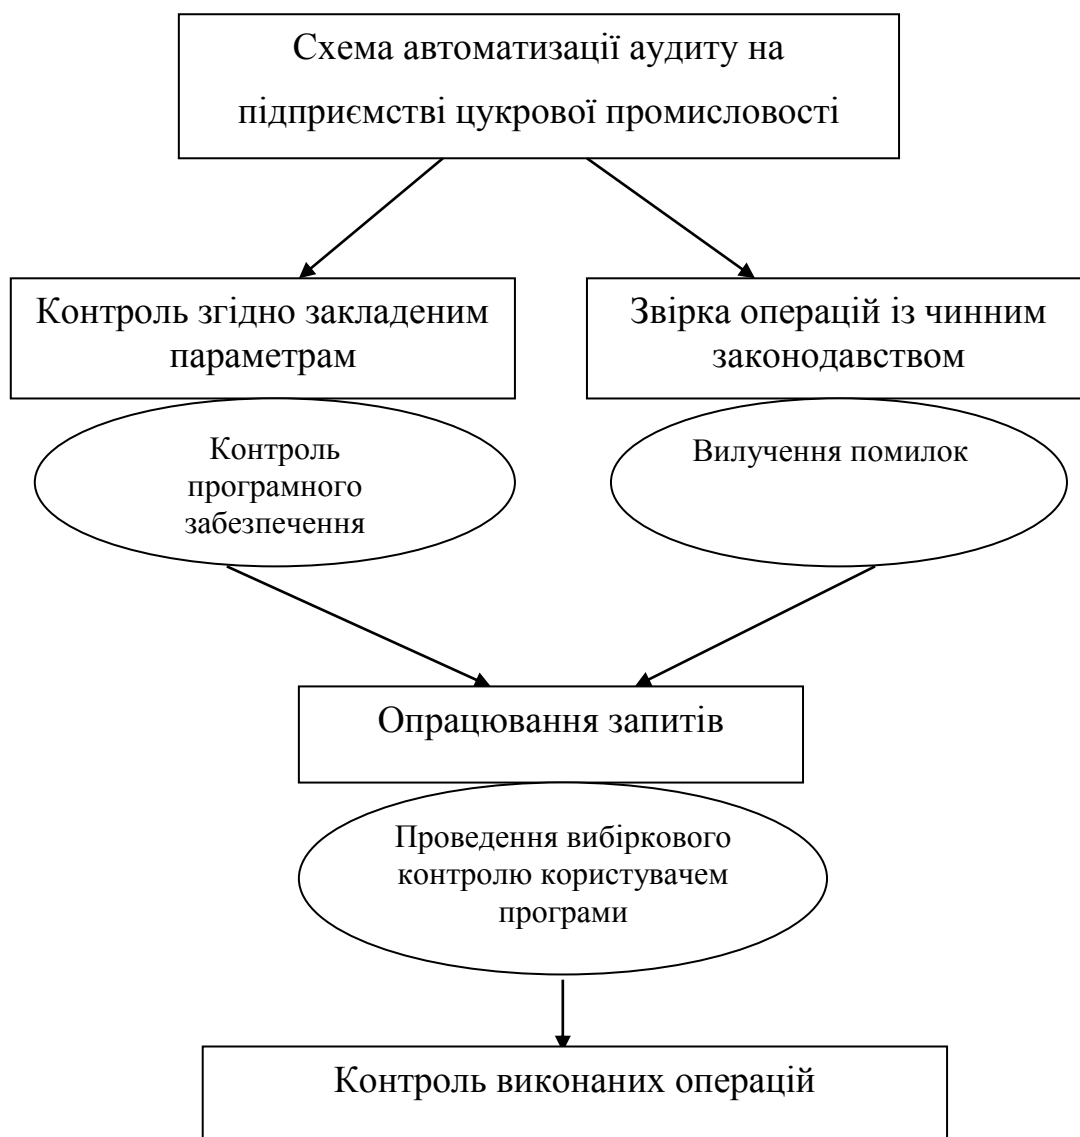 Схема автоматизації аудиту на
підприємстві цукрової промисловості
Контроль згідно закладеним
параметрам
Звірка операцій із чинним
законодавством
Контроль
програмного
забезпечення
Вилучення помилок
Опрацювання запитів
Проведення вибіркового
контролю користувачем
програми
Контроль виконаних операцій